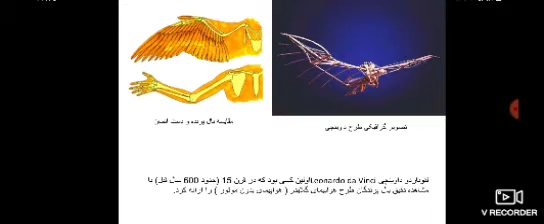 مقایسه بال پرنده و دست انسان
تصویر گرافیکی طرح داوینچی
لئوناردو داوینچی Leonardo da Vinci اولین کسی بود که در قرن 15 (حدود 600 سال قبل) با
مشاهده دقیق بال پرندگان طرح هواپیمای گلایدر ( هواپیمای بدون موتور ) را ارائه کرد.
V RECORDER